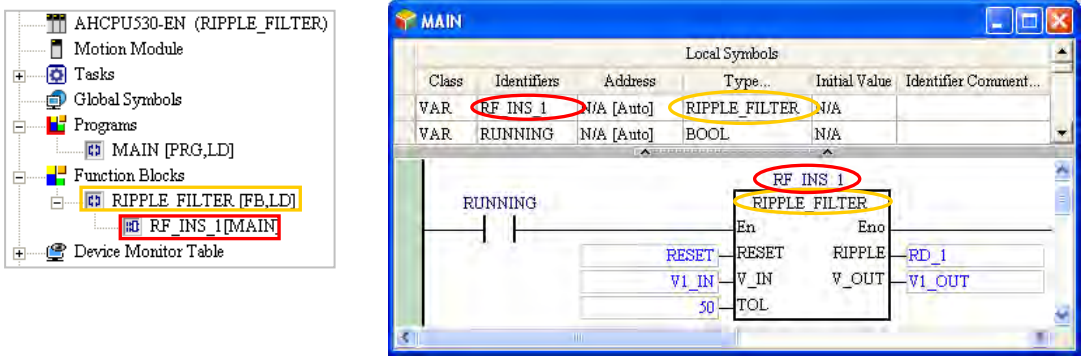 AHCPU530-EN (RIPPLE_FILTER)
Motion Module
Tasks
Global Symbols
Programs
MAIN [PRG,LD]
Function Blocks
RIPPLE_FILTER [FB,LD]
RF_INS_1[MAIN]
Device Monitor Table
MAIN
Local Symbols
Class Identifiers Address Type... Initial Value Identifier Comment...
VAR RF_INS_1 N/A [Auto] RIPPLE_FILTER N/A
VAR RUNNING N/A [Auto] BOOL N/A
RF_INS_1
RUNNING RIPPLE_FILTER
En Eno
RESET RESET RIPPLE RD_1
V1_IN V_IN V_OUT V1_OUT
50 TOL